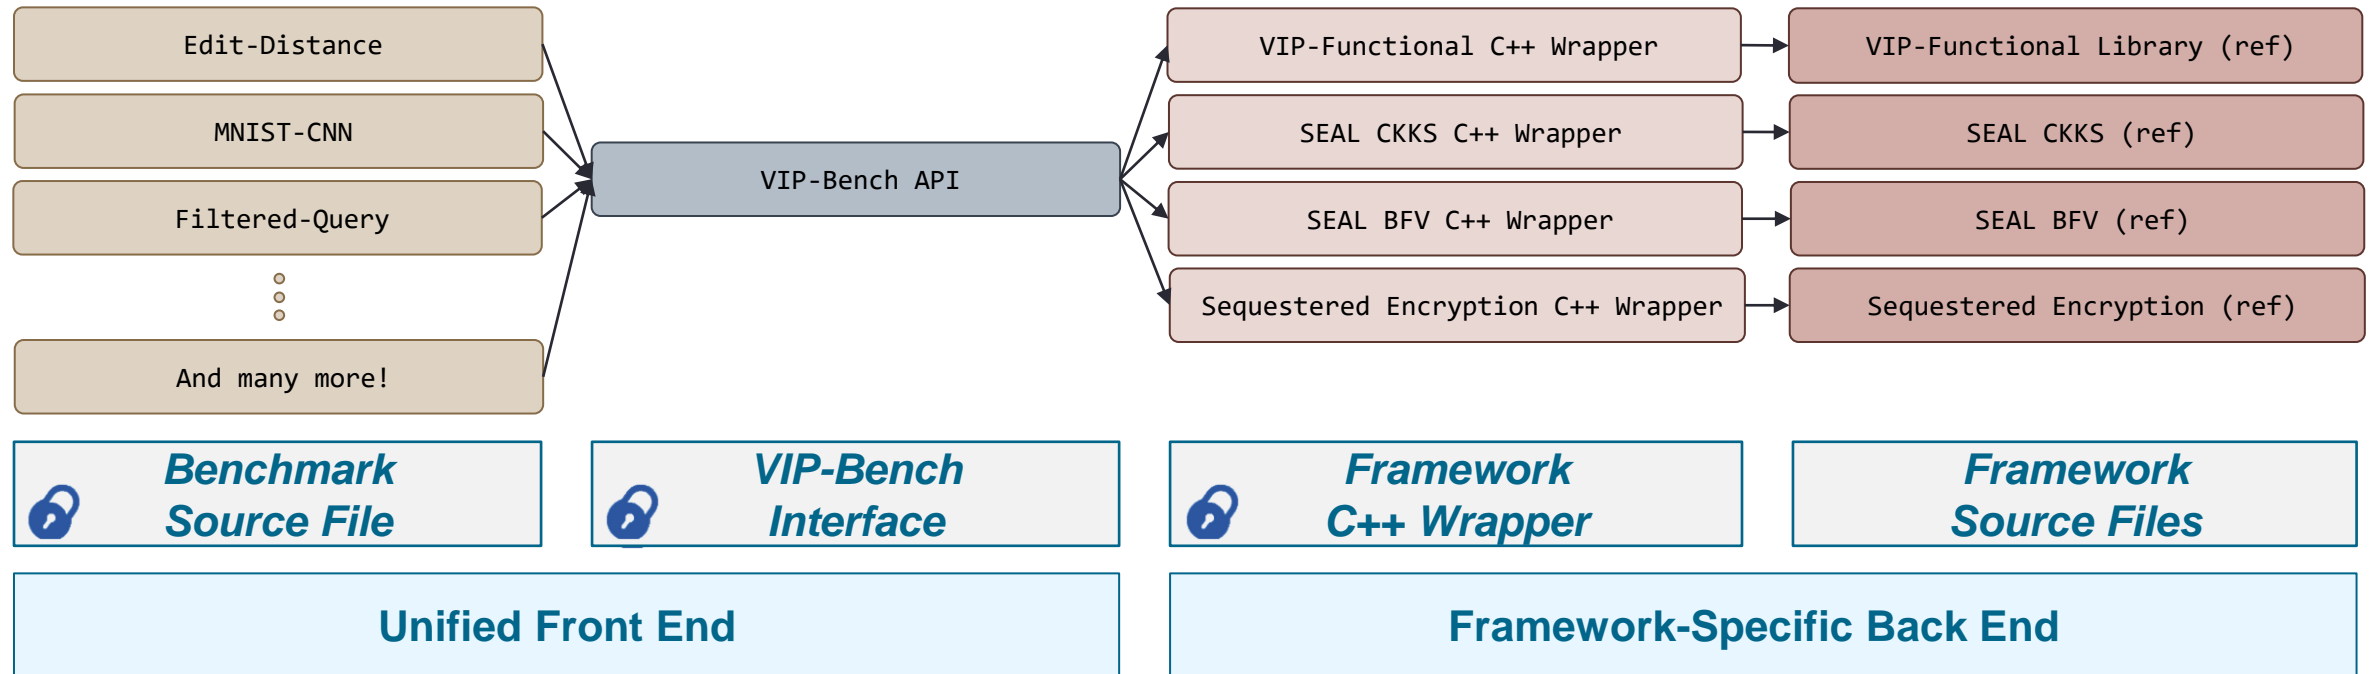 Edit-Distance
MNIST-CNN
Filtered-Query
And many more!
VIP-Bench API
VIP-Functional C++ Wrapper
SEAL CKKS C++ Wrapper
SEAL BFV C++ Wrapper
Sequestered Encryption C++ Wrapper
VIP-Functional Library (ref)
SEAL CKKS (ref)
SEAL BFV (ref)
Sequestered Encryption (ref)
Benchmark
Source File
VIP-Bench
Interface
Framework
C++ Wrapper
Framework
Source Files
Unified Front End
Framework-Specific Back End